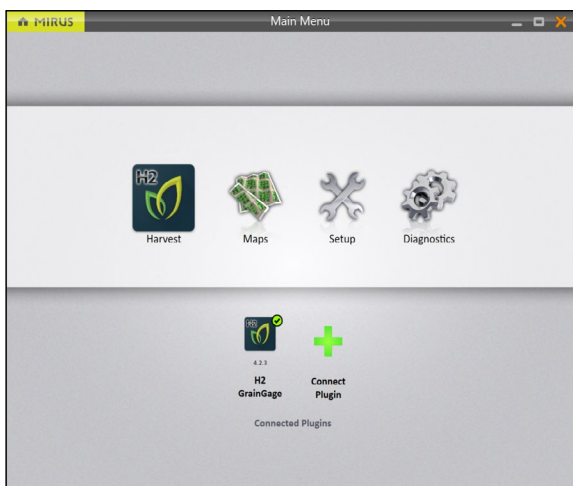 MIRUS
Main Menu
H2
Harvest
Maps
Setup
Diagnostics
H2
4.2.3
H2
GrainGage
Connect
Plugin
Connected Plugins